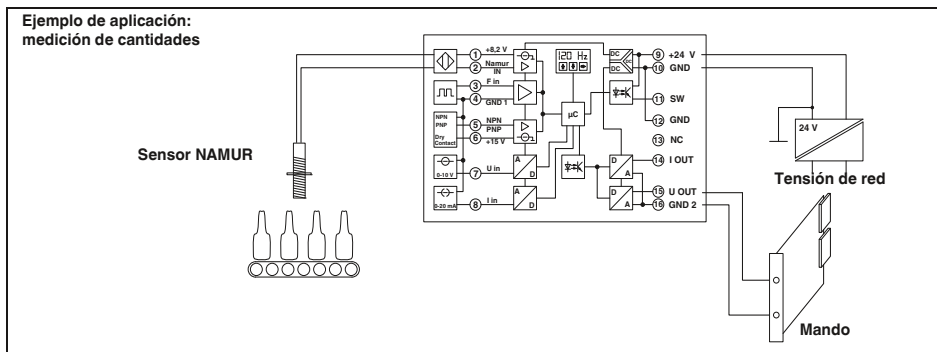 Ejemplo de aplicación:
medición de cantidades
Sensor NAMUR
1 +8,2 V
2 Namur
IN
3 F in
4 GND 1
NPN
PNP
Dry
Contact
5 NPN
PNP
6 +15 V
0-10 V
7 U in
0-20 mA
8 I in
A
D
A
D
120 Hz
µC
DC
DC
DC
D
A
D
A
9 +24 V
10 GND
11 SW
12 GND
13 NC
14 I OUT
15 U OUT
16 GND 2
24 V
Tensión de red
Mando